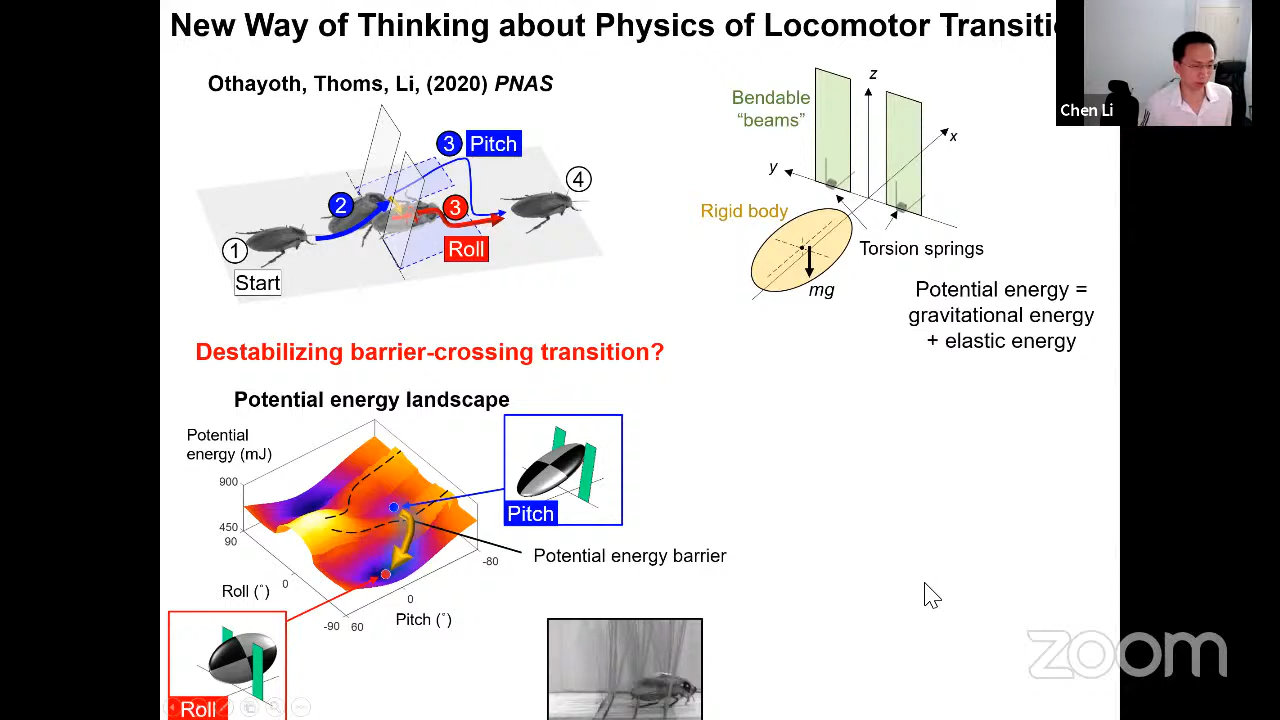 New Way of Thinking about Physics of Locomotor Transiti
Othayoth, Thoms, Li, (2020) PNAS
Chen Li
3 Pitch
2
3
Roll
4
1
Start
z
x
y
Bendable
"beams"
Rigid body
Torsion springs
mg
Potential energy =
gravitational energy
+ elastic energy
Destabilizing barrier-crossing transition?
Potential energy landscape
Potential
energy (mJ)
900
450
90
Roll (˚)
0
-90
60
Pitch (˚)
0
-80
Pitch
Potential energy barrier
Roll
zoom